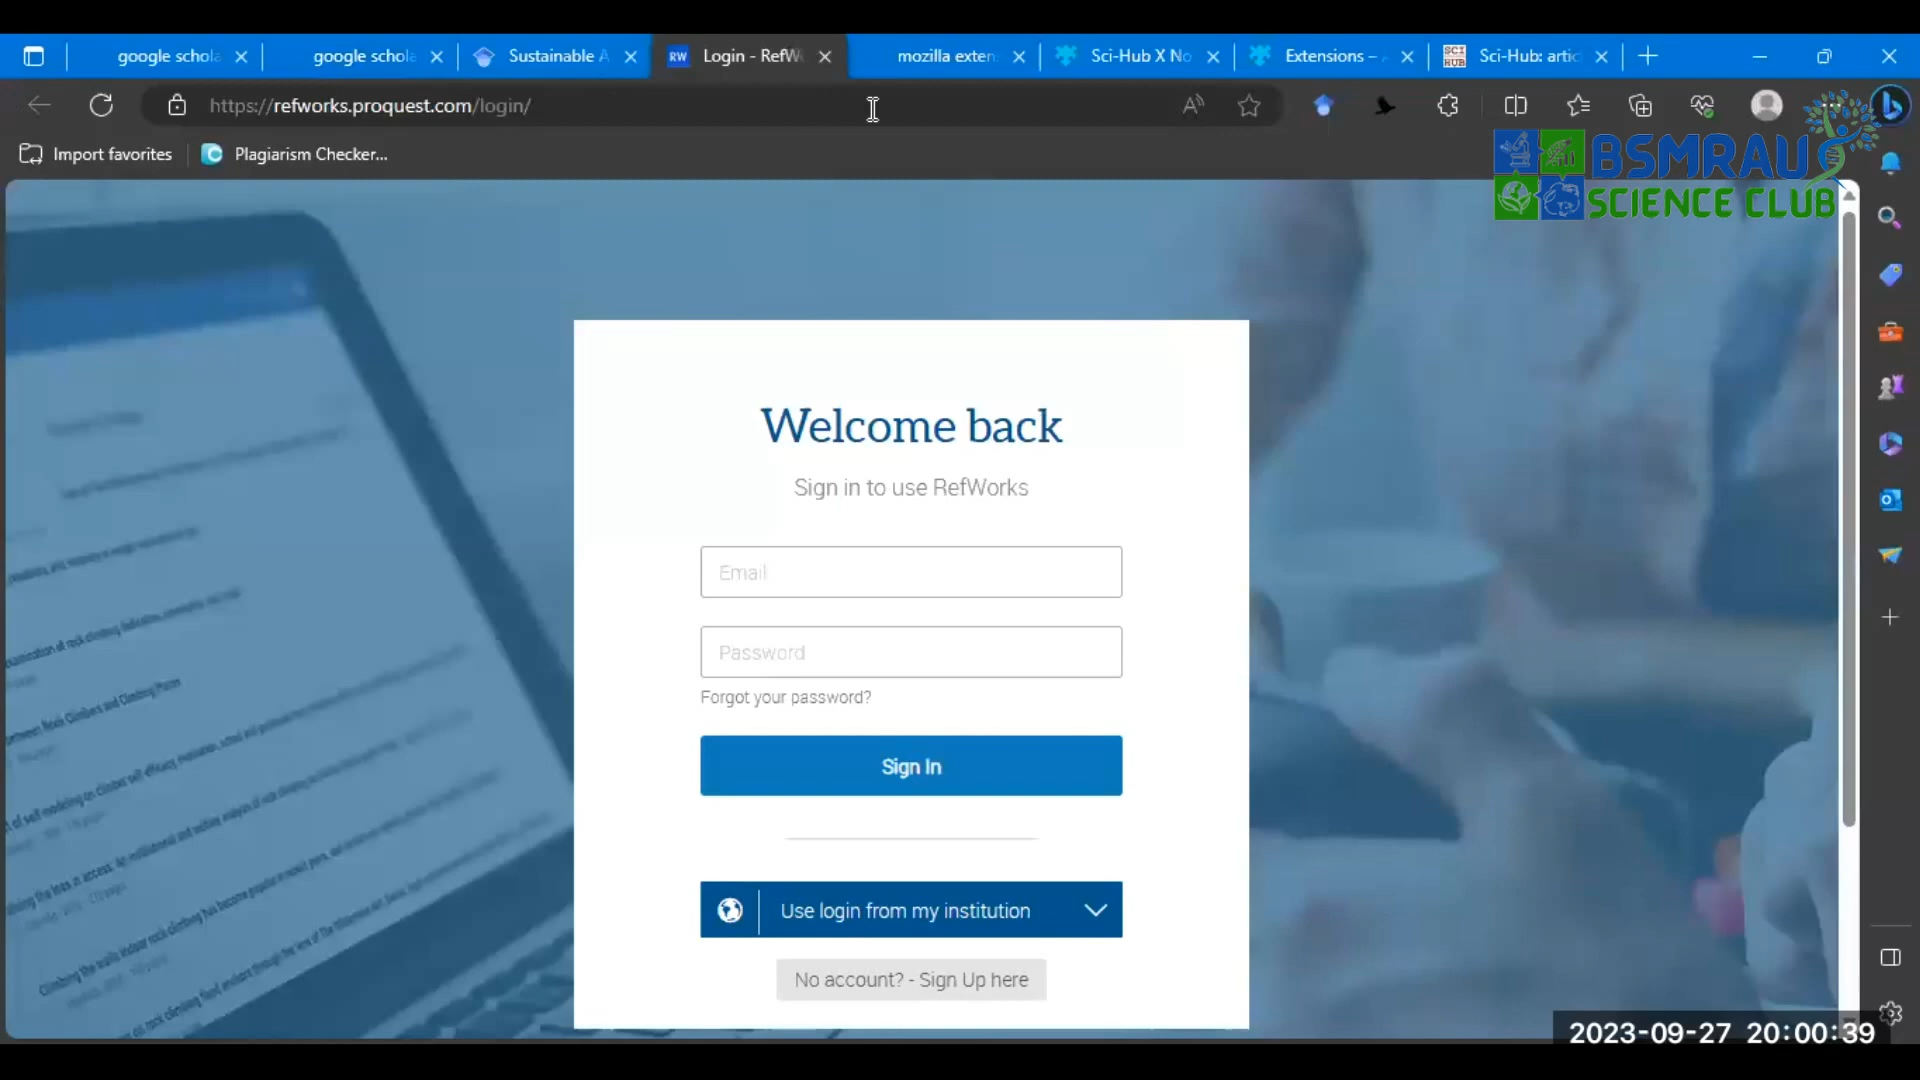 google schola
google schola
Sustainable A
RW
Login - RefW
mozilla exten
Sci-Hub X No
Extensions –
SCI
HUB
Sci-Hub: artic
https://refworks.proquest.com/login/
Import favorites
Plagiarism Checker...
BSMRAU
SCIENCE CLUB
Welcome back
Sign in to use RefWorks
Email
Password
Forgot your password?
Sign In
Use login from my institution
No account? - Sign Up here
2023-09-27 20:00:39